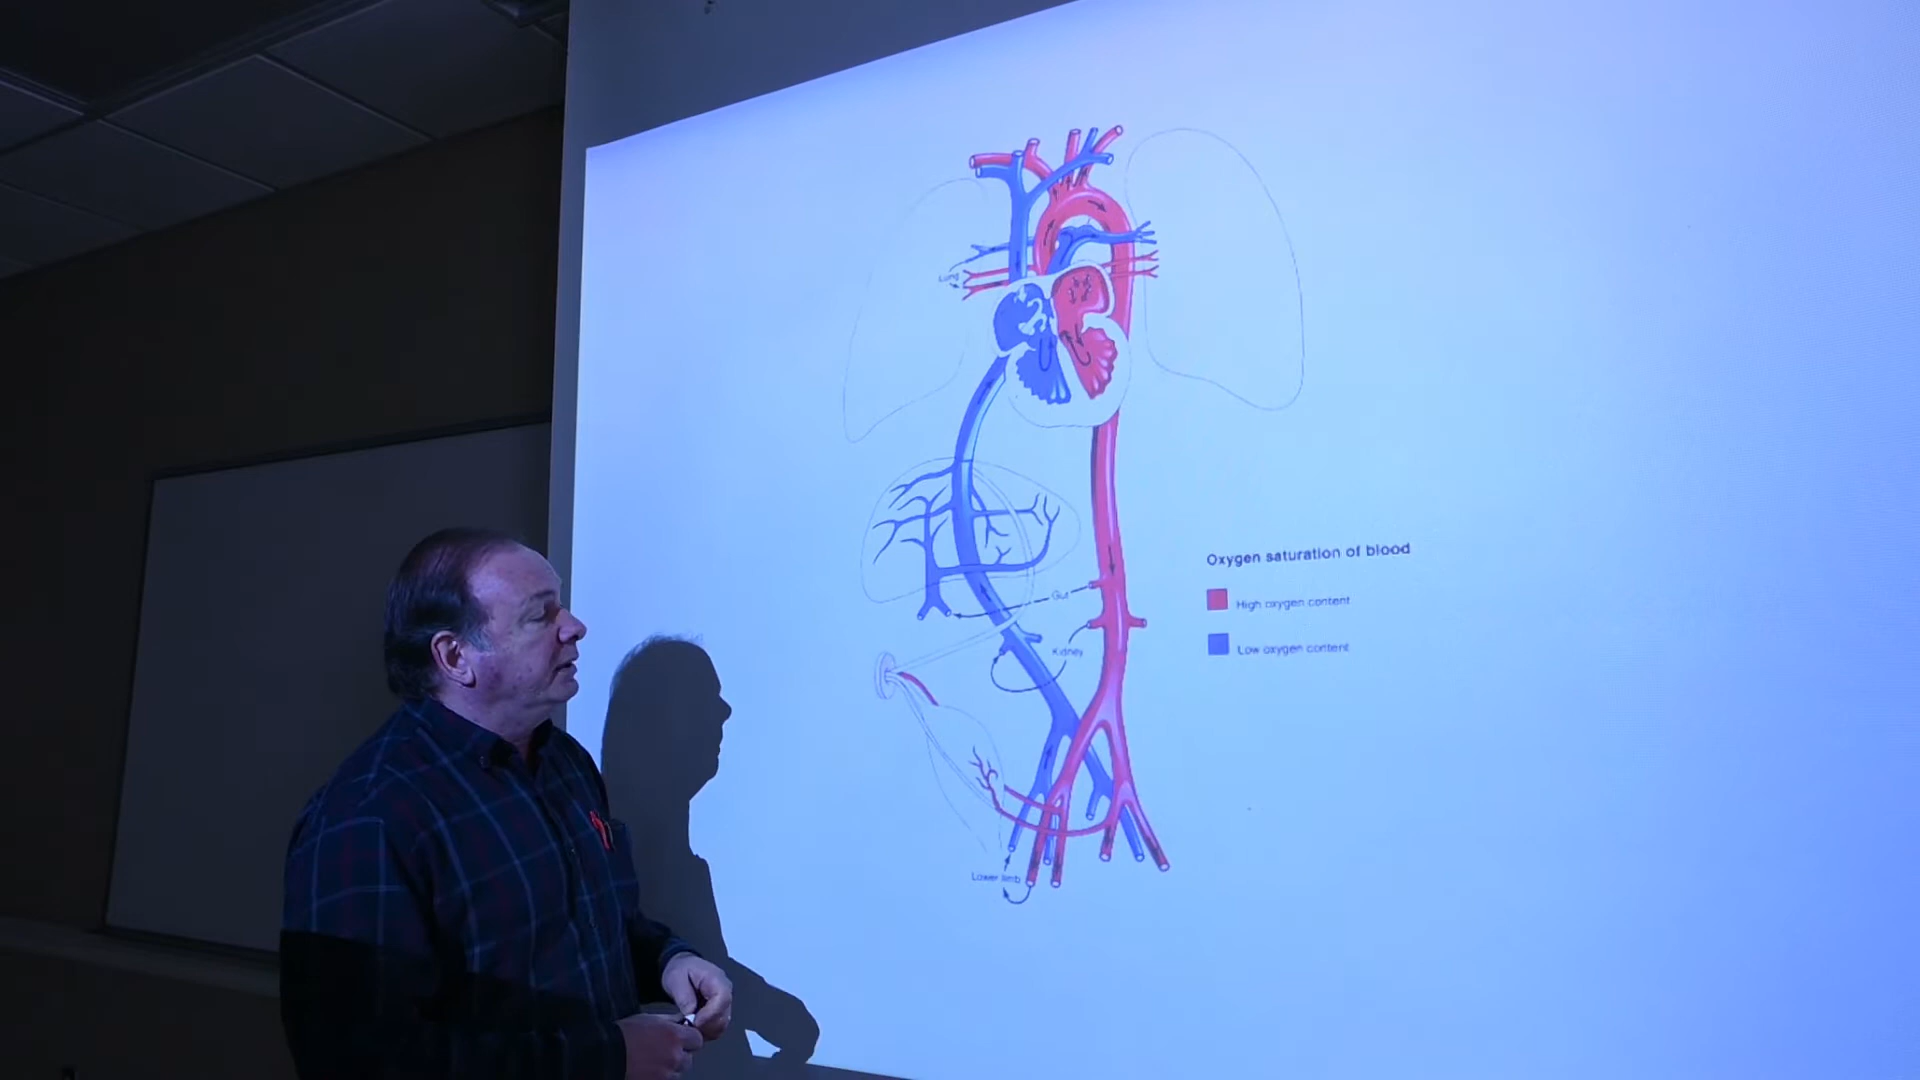 Lung
Oxygen saturation of blood
High oxygen content
Gut
Low oxygen content
Kidney
Lower limb